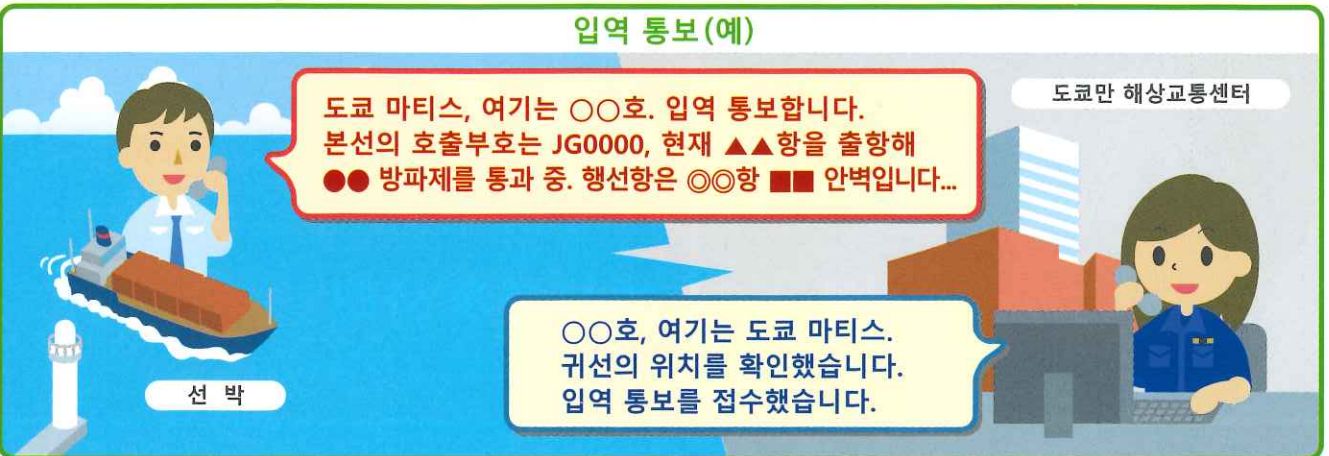 입역 통보(예)
도쿄 마티스, 여기는 ○○호. 입역 통보합니다.
본선의 호출부호는 JG0000, 현재 ▲▲항을 출항해
●● 방파제를 통과 중. 행선항은 ◎◎항 ■■ 안벽입니다...
도쿄만 해상교통센터
○○호, 여기는 도쿄 마티스.
귀선의 위치를 확인했습니다.
입역 통보를 접수했습니다.
선 박